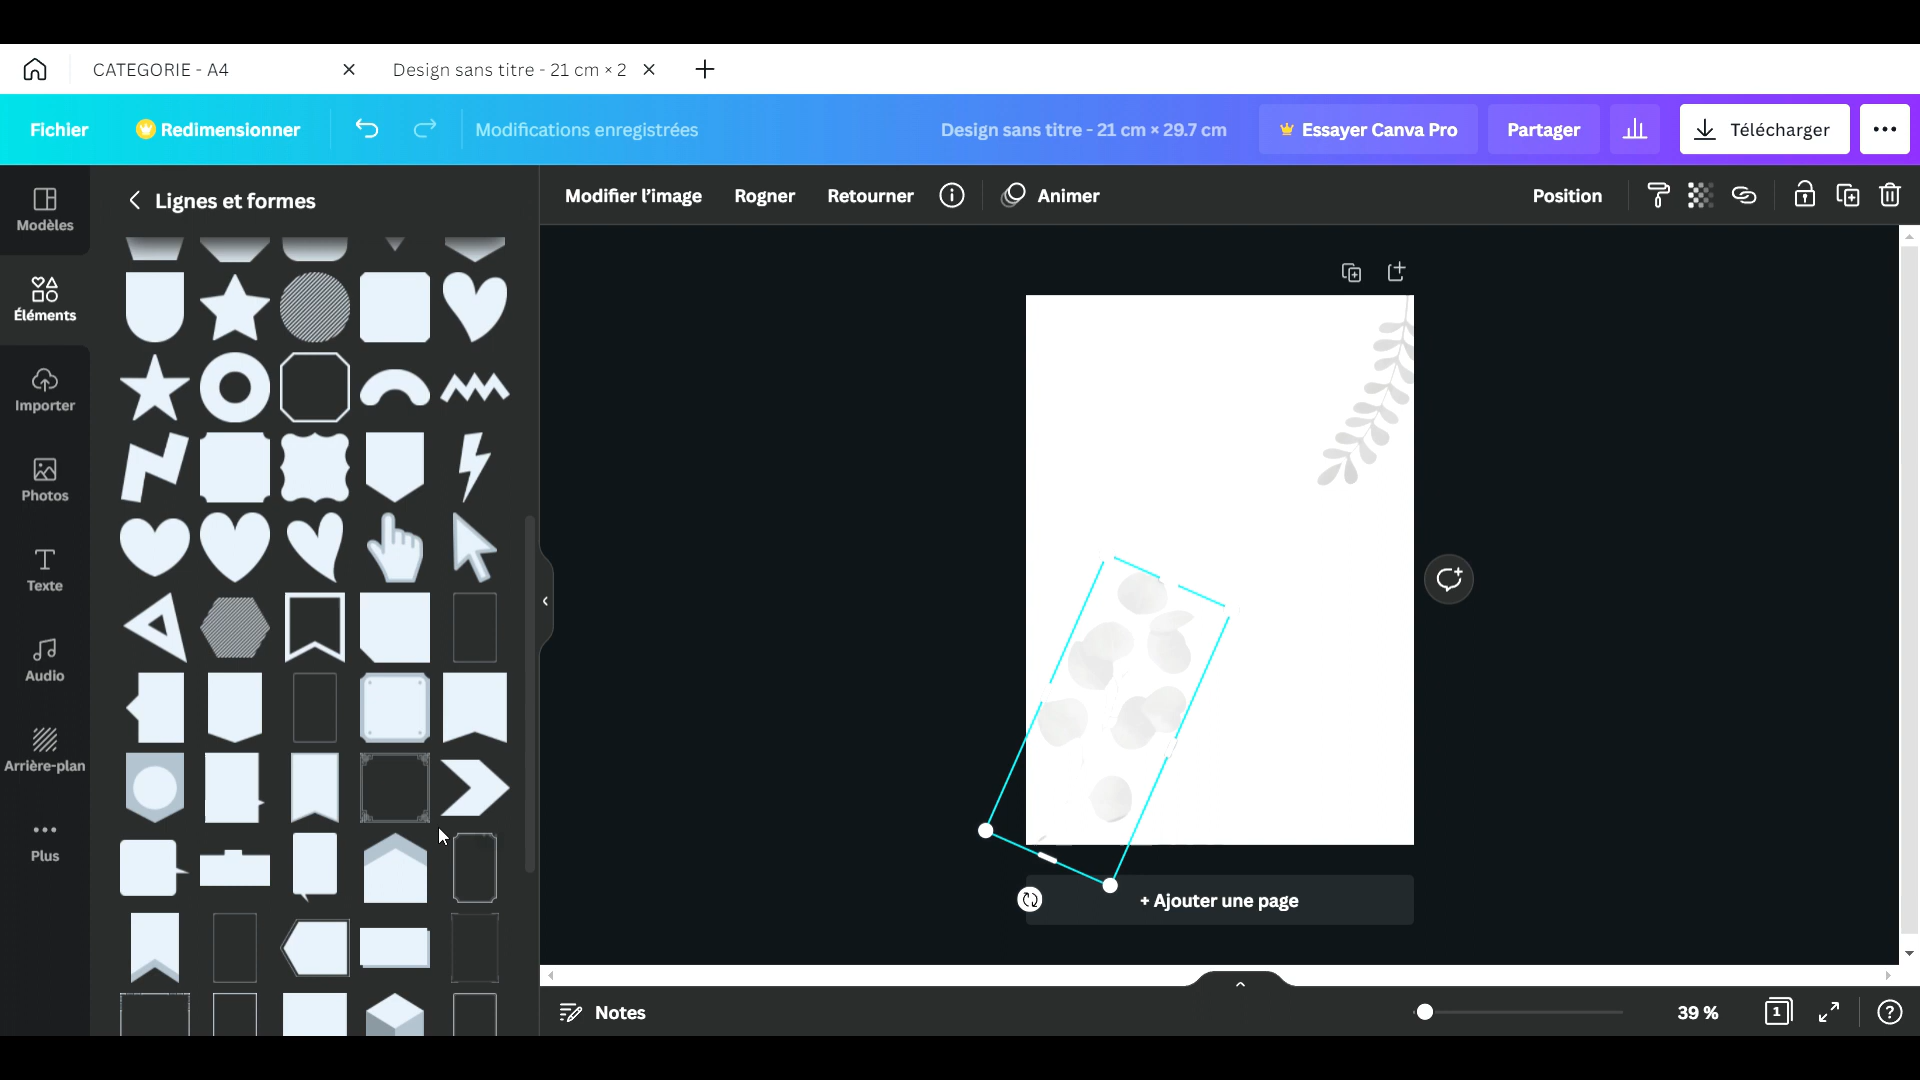 CATEGORIE - A4
Design sans titre - 21 cm × 2
Fichier
Redimensionner
Modifications enregistrées
Design sans titre - 21 cm × 29.7 cm
Essayer Canva Pro
Partager
Télécharger
Modèles
Lignes et formes
Modifier l’image
Rogner
Retourner
Animer
Position
Éléments
Importer
Photos
Texte
Audio
Arrière-plan
Plus
+ Ajouter une page
Notes
39 %
1